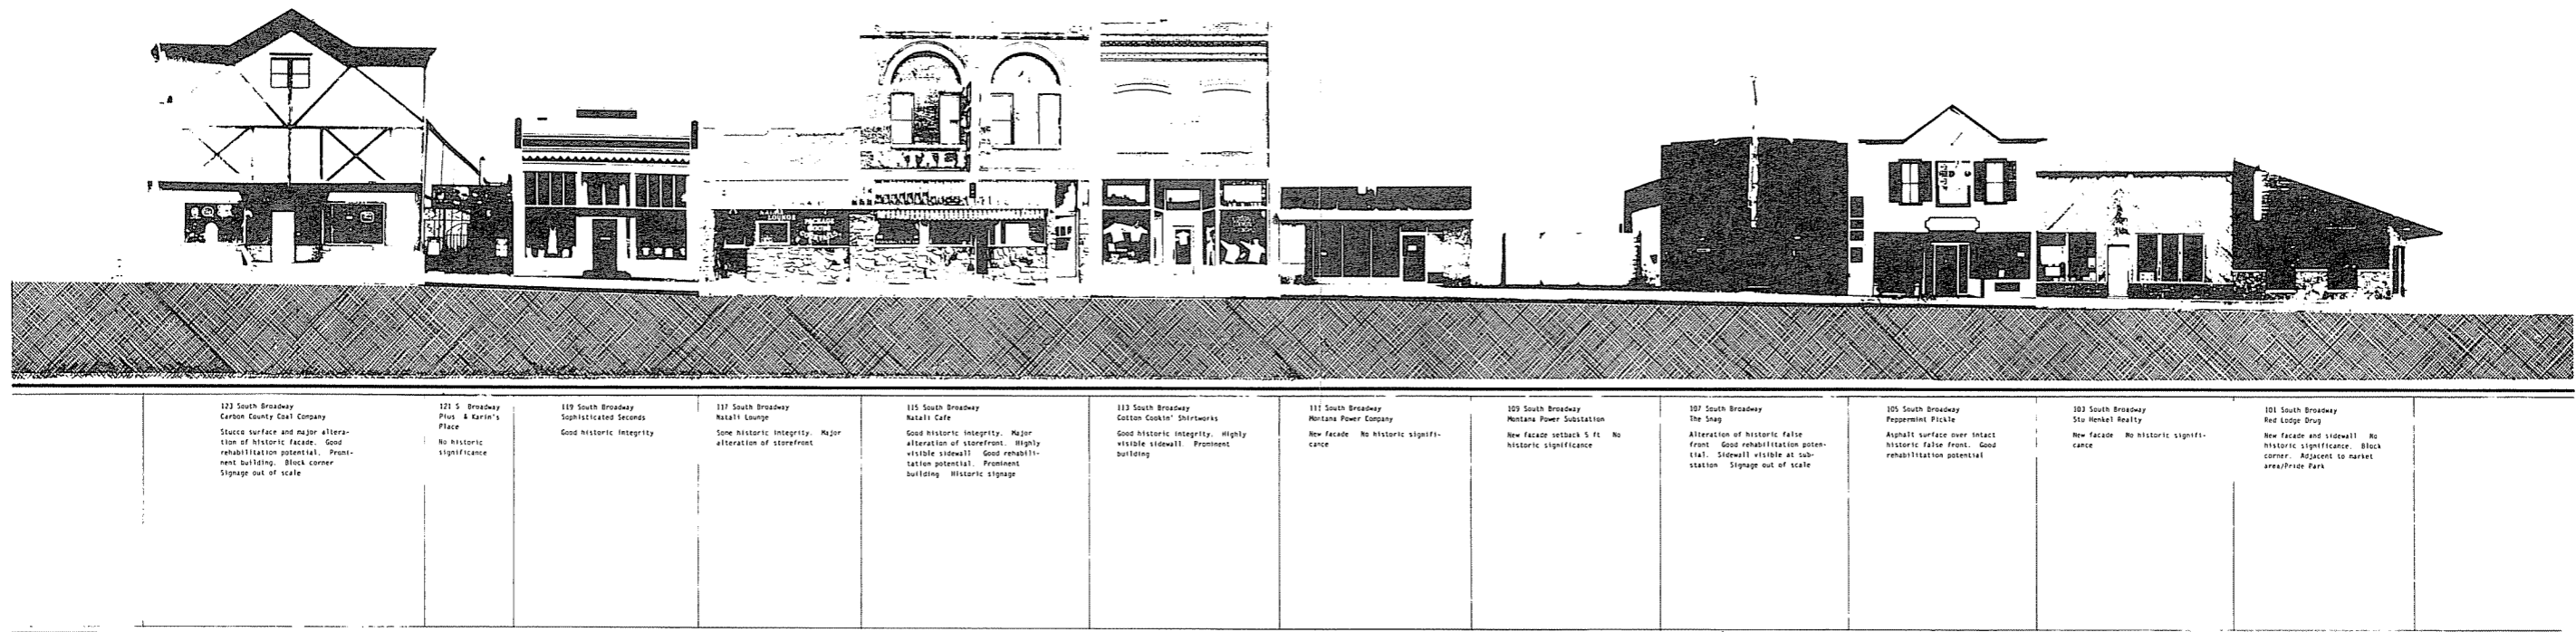 CAFE
NATALI
LOUNGE
PACKAGE
123 South Broadway
Carbon County Coal Company
Stucco surface and major altera-
tion of historic facade. Good
rehabilitation potential. Promi-
nent building. Block corner
Signage out of scale
121 S Broadway
Pius & Karin's
Place
No historic
significance
119 South Broadway
Sophisticated Seconds
Good historic integrity
117 South Broadway
Natali Lounge
Some historic integrity. Major
alteration of storefront
115 South Broadway
Natali Cafe
Good historic integrity. Major
alteration of storefront. Highly
visible sidewall Good rehabili-
tation potential. Prominent
building Historic signage
113 South Broadway
Cotton Cookin' Shirtworks
Good historic integrity. Highly
visible sidewall Prominent
building
111 South Broadway
Montana Power Company
New facade No historic signifi-
cance
109 South Broadway
Montana Power Substation
New facade setback 5 ft No
historic significance
107 South Broadway
The Snag
Alteration of historic false
front Good rehabilitation poten-
tial. Sidewall visible at sub-
station Signage out of scale
105 South Broadway
Peppermint Pickle
Asphalt surface over intact
historic false front. Good
rehabilitation potential
103 South Broadway
Stu Henkel Realty
New facade No historic signifi-
cance
101 South Broadway
Red Lodge Drug
New facade and sidewall No
historic significance. Block
corner. Adjacent to market
area/Pride Park